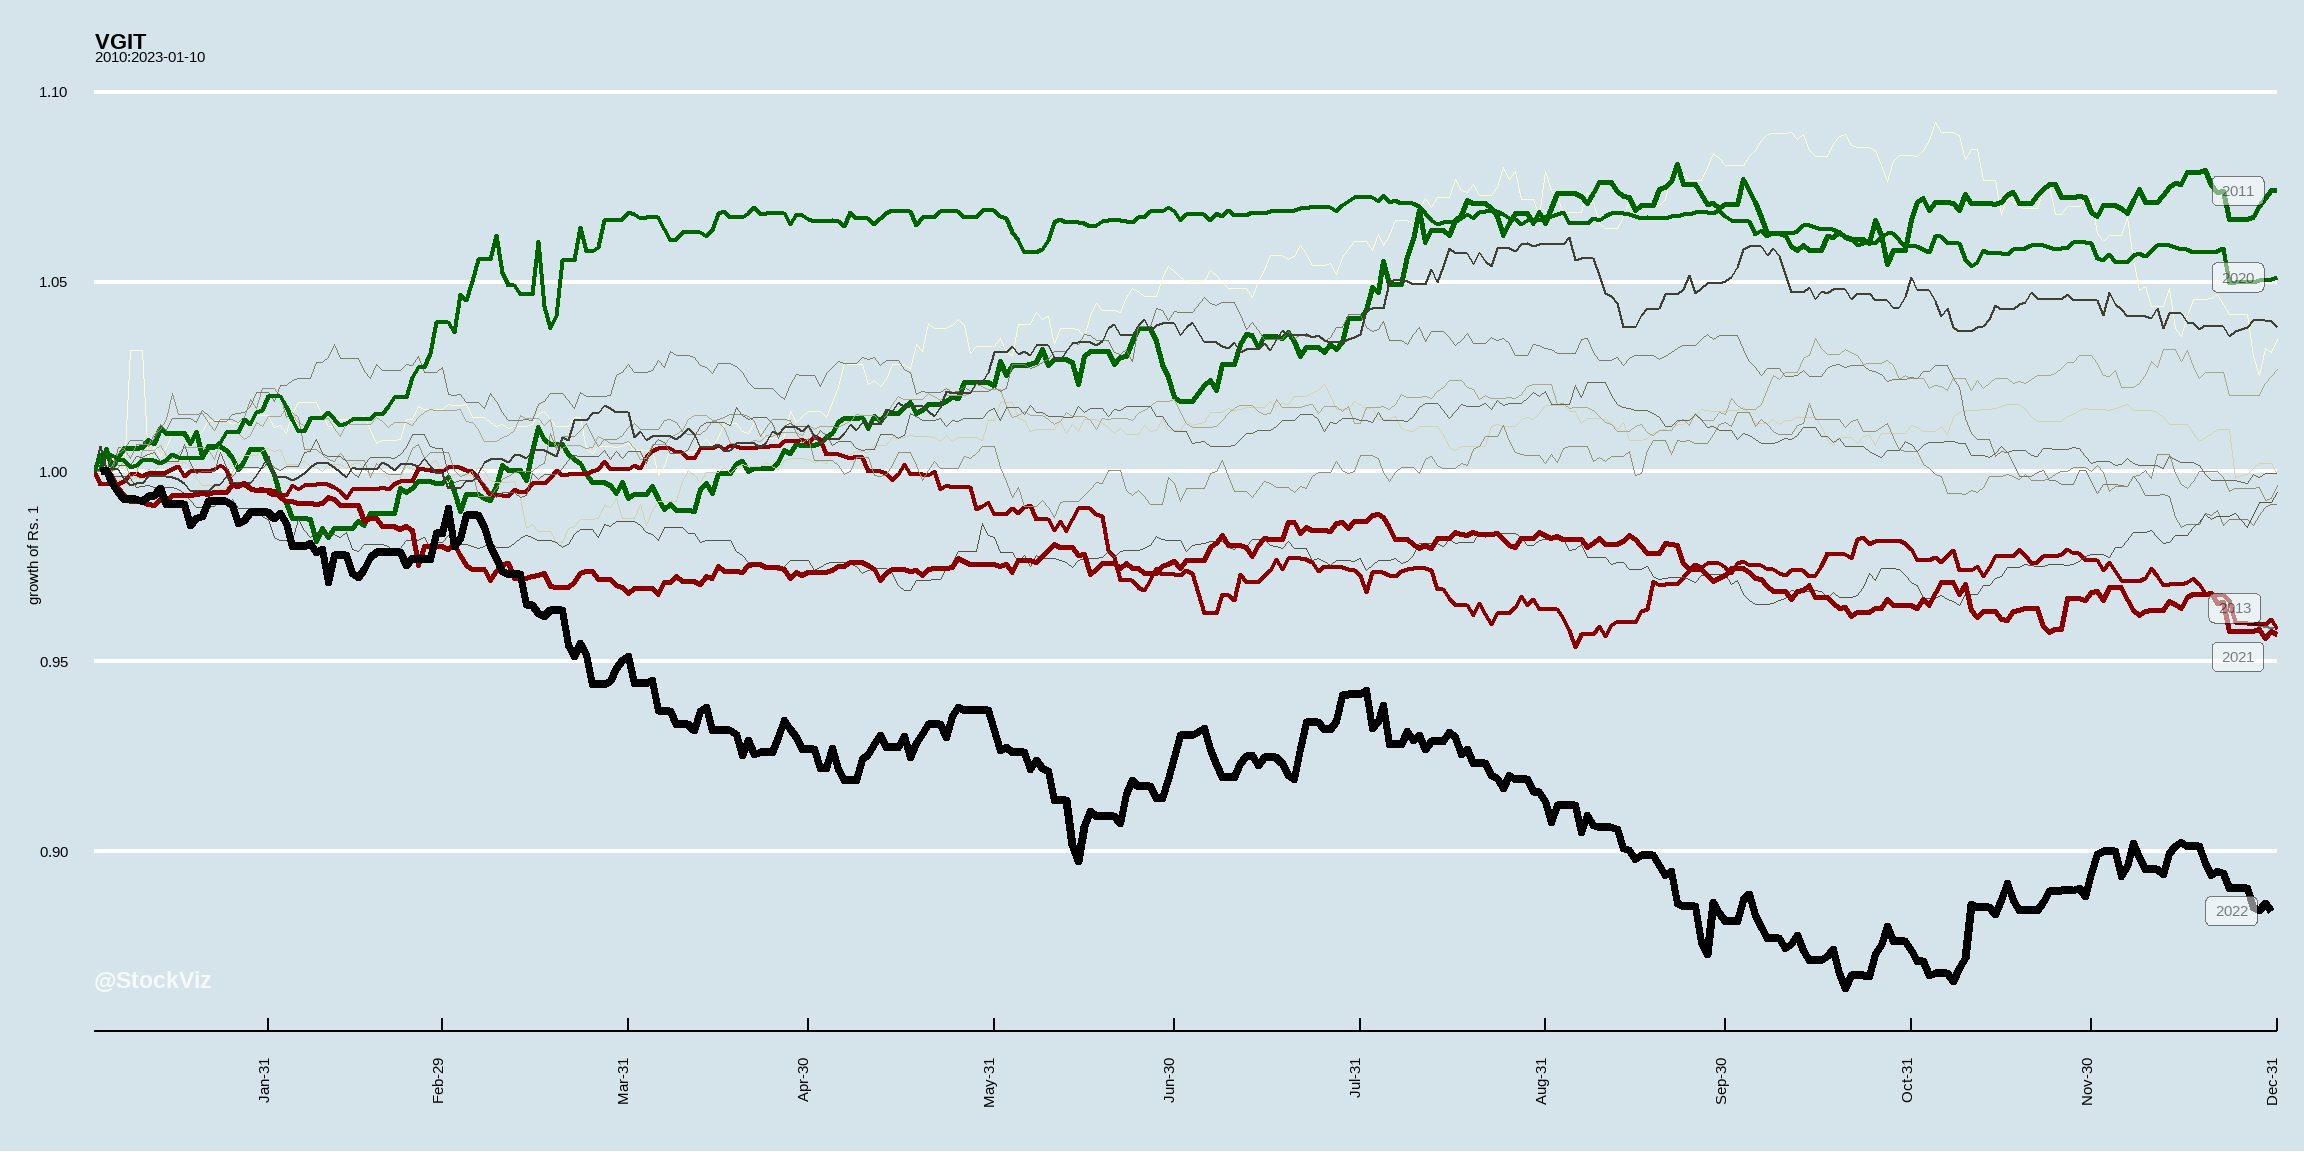 VGIT
2010:2023-01-10
1.10
1.05
1.00
0.95
0.90
growth of Rs. 1
2011
2020
2013
2021
2022
@StockViz
Jan-31
Feb-29
Mar-31
Apr-30
May-31
Jun-30
Jul-31
Aug-31
Sep-30
Oct-31
Nov-30
Dec-31